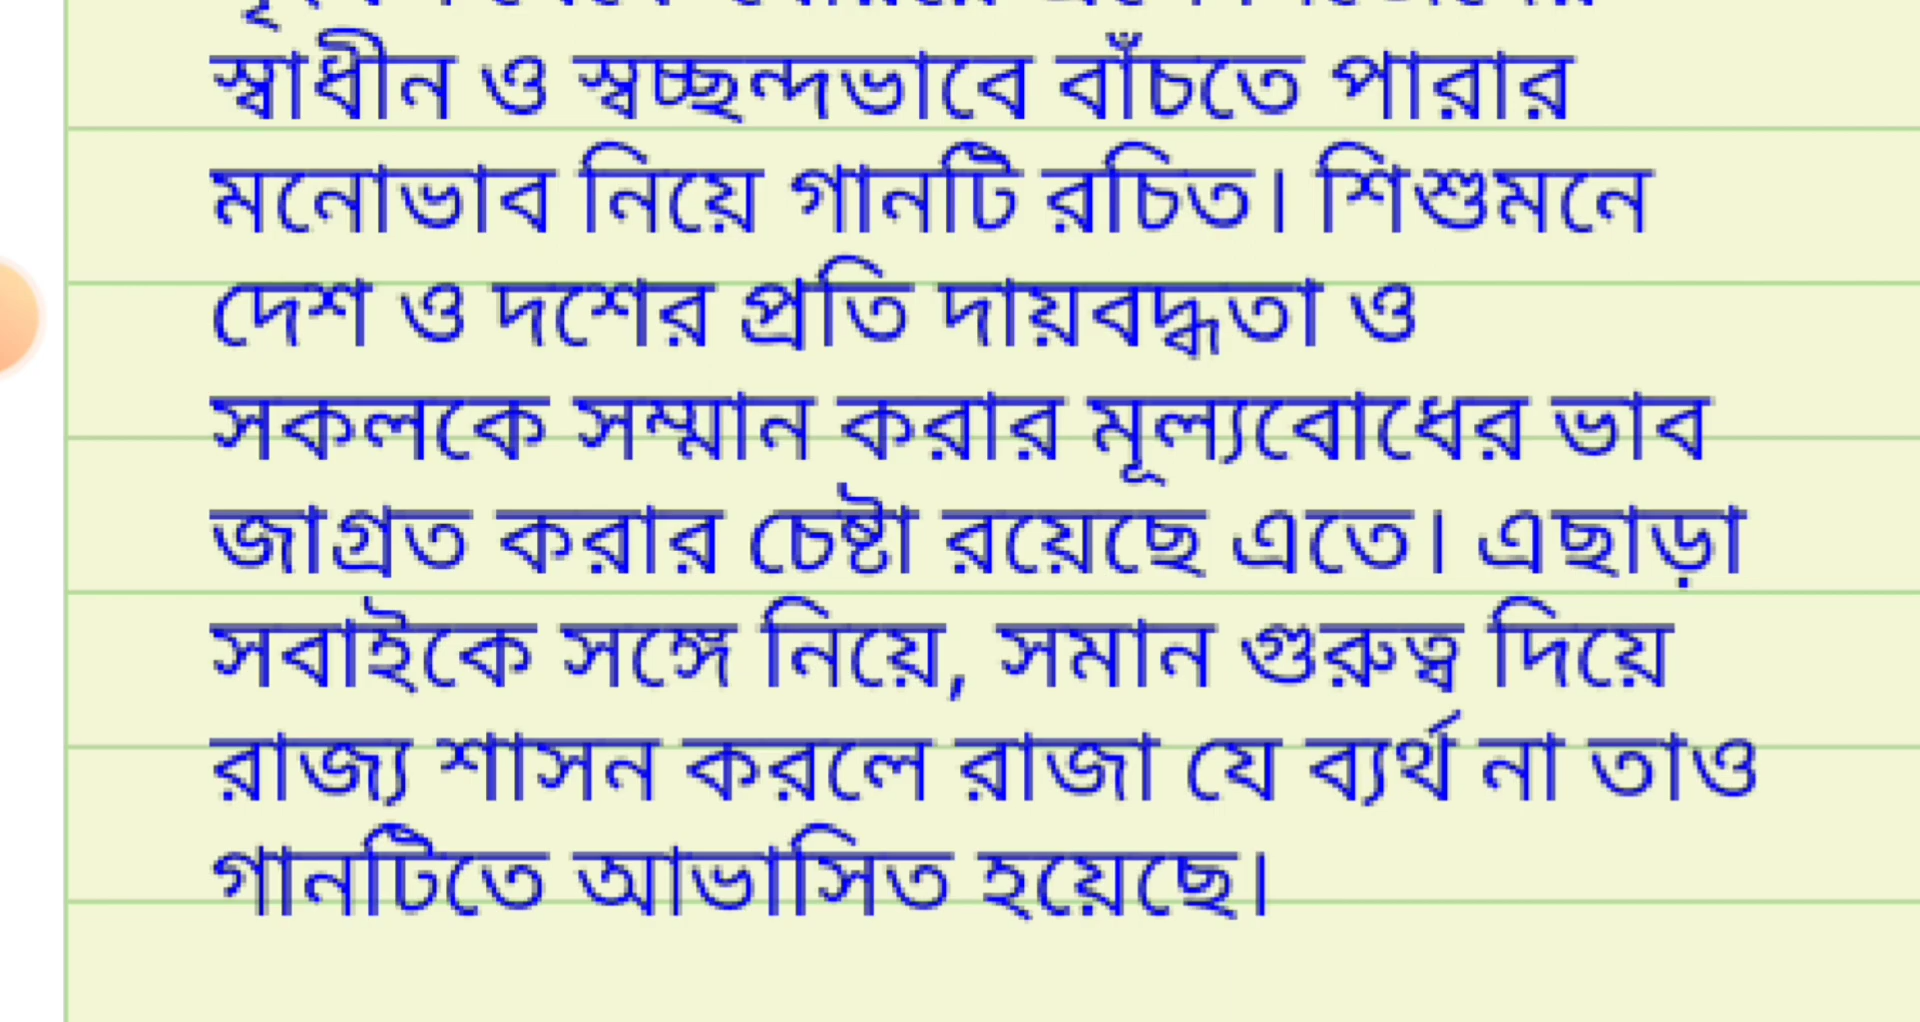 স্বাধীন ও স্বচ্ছন্দভাবে বাঁচতে পারার
মনোভাব নিয়ে গানটি রচিত। শিশুমনে
দেশ ও দশের প্রতি দায়বদ্ধতা ও
সকলকে সম্মান করার মূল্যবোধের ভাব
জাগ্রত করার চেষ্টা রয়েছে এতে। এছাড়া
সবাইকে সঙ্গে নিয়ে, সমান গুরুত্ব দিয়ে
রাজ্য শাসন করলে রাজা যে ব্যর্থ না তাও
গানটিতে আভাসিত হয়েছে।